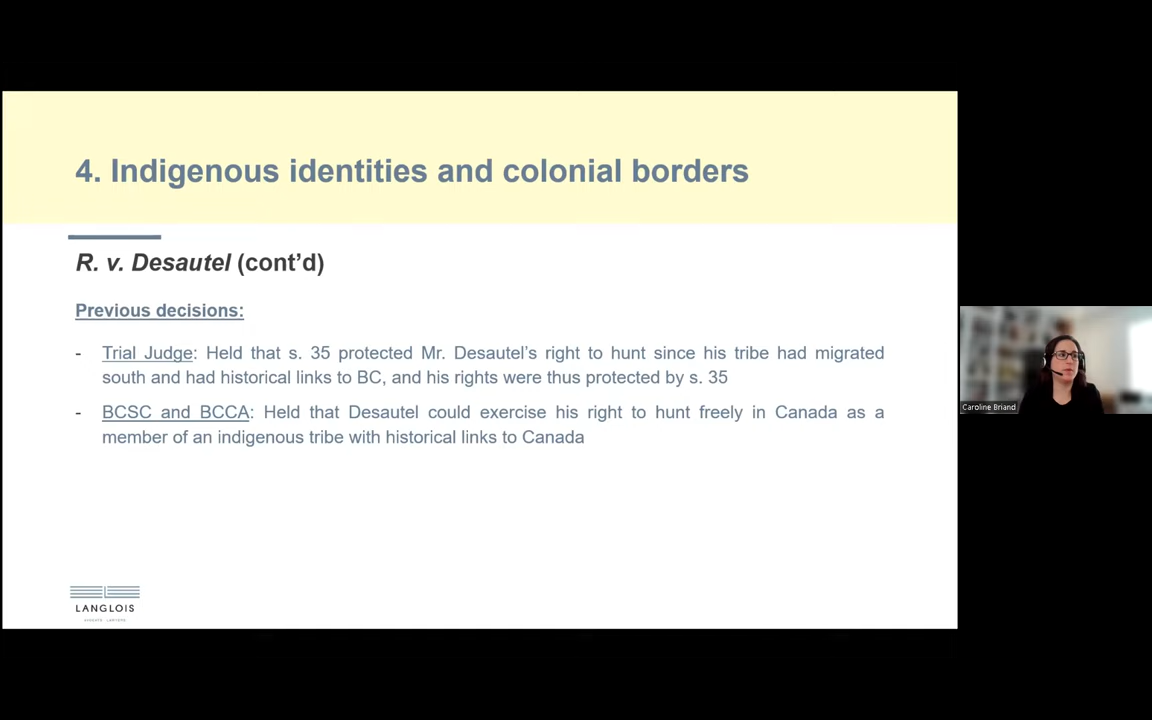 4. Indigenous identities and colonial borders
R. v. Desautel (cont’d)
Previous decisions:
- Trial Judge: Held that s. 35 protected Mr. Desautel’s right to hunt since his tribe had migrated
south and had historical links to BC, and his rights were thus protected by s. 35
- BCSC and BCCA: Held that Desautel could exercise his right to hunt freely in Canada as a
member of an indigenous tribe with historical links to Canada
Caroline Briand
LANGLOIS